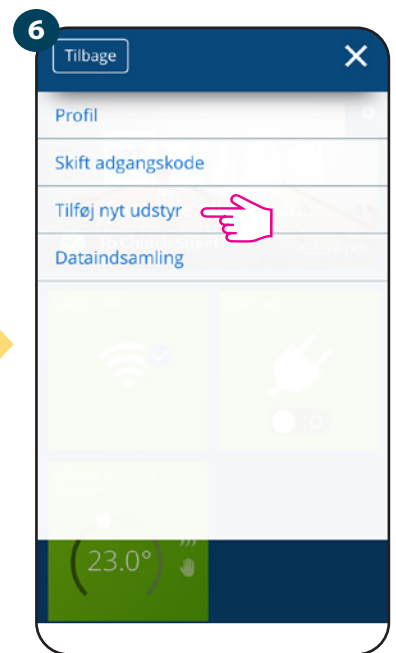 6
Tilbage
Profil
Skift adgangskode
Tilføj nyt udstyr
Dataindsamling
23.0°